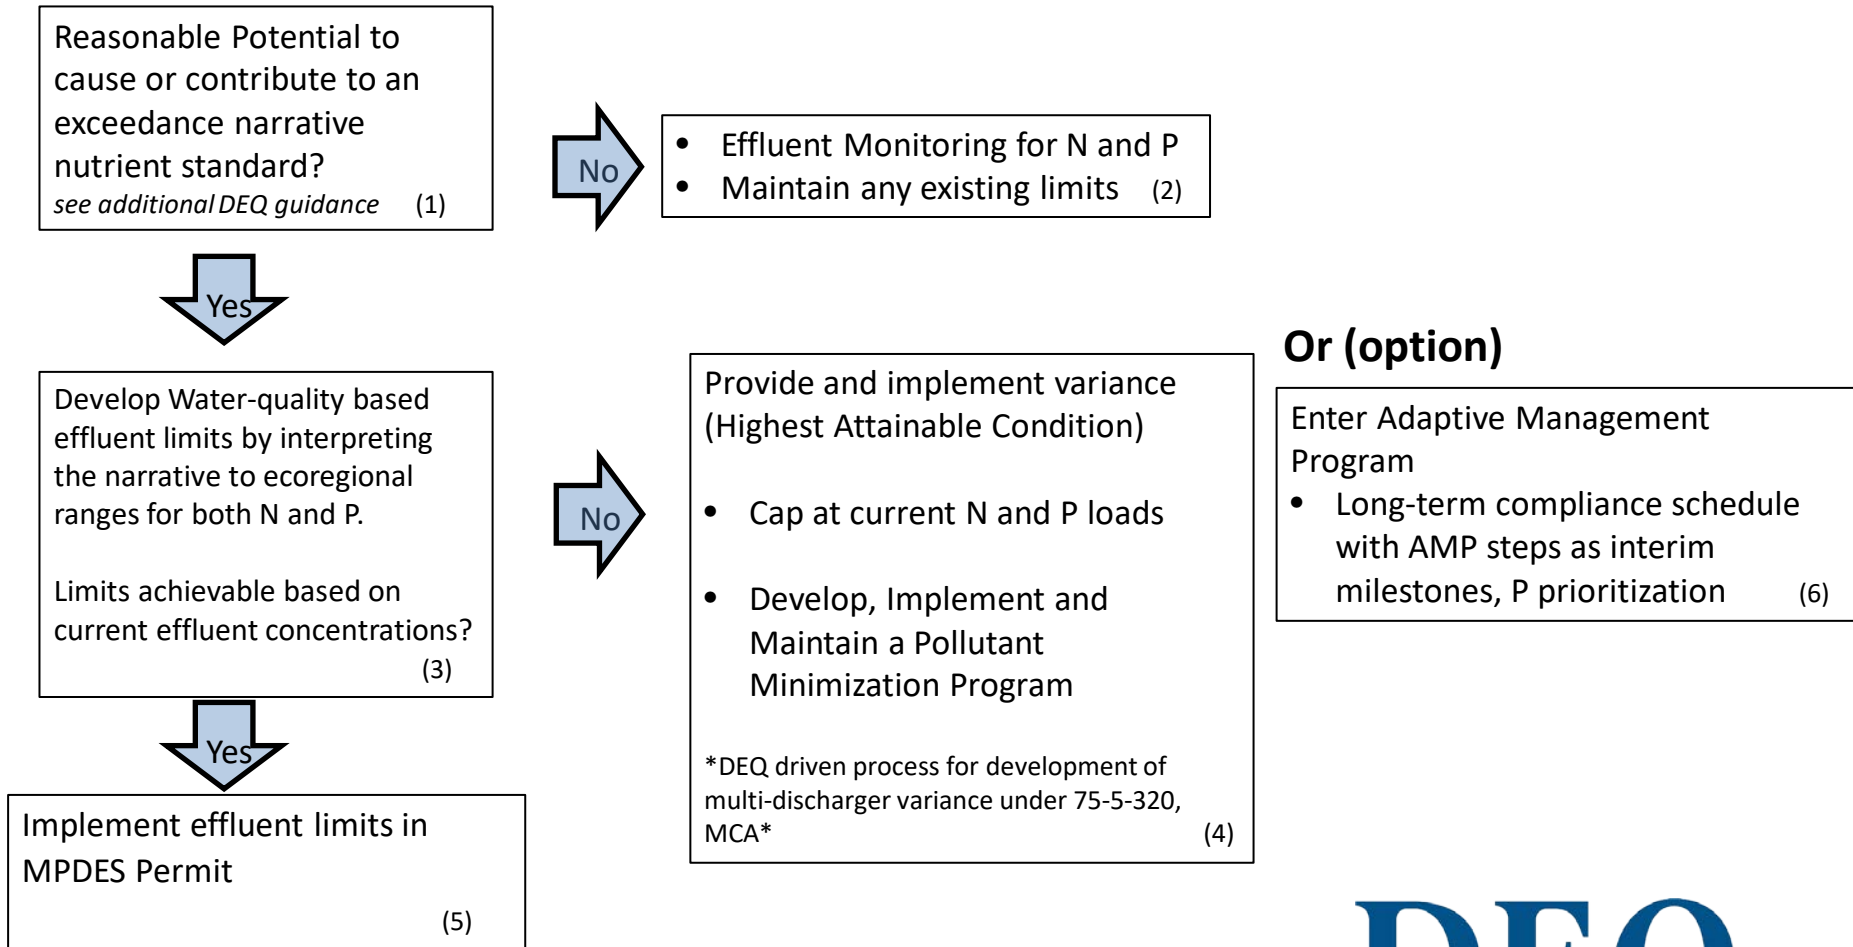 Reasonable Potential to
cause or contribute to an
exceedance narrative
nutrient standard?
see additional DEQ guidance (1)
No
• Effluent Monitoring for N and P
• Maintain any existing limits (2)
Yes
Develop Water-quality based
effluent limits by interpreting
the narrative to ecoregional
ranges for both N and P.
Limits achievable based on
current effluent concentrations?
(3)
No
Provide and implement variance
(Highest Attainable Condition)
• Cap at current N and P loads
• Develop, Implement and
Maintain a Pollutant
Minimization Program
*DEQ driven process for development of
multi-discharger variance under 75-5-320,
MCA* (4)
Or (option)
Enter Adaptive Management
Program
• Long-term compliance schedule
with AMP steps as interim
milestones, P prioritization (6)
Yes
Implement effluent limits in
MPDES Permit
(5)
DEQ